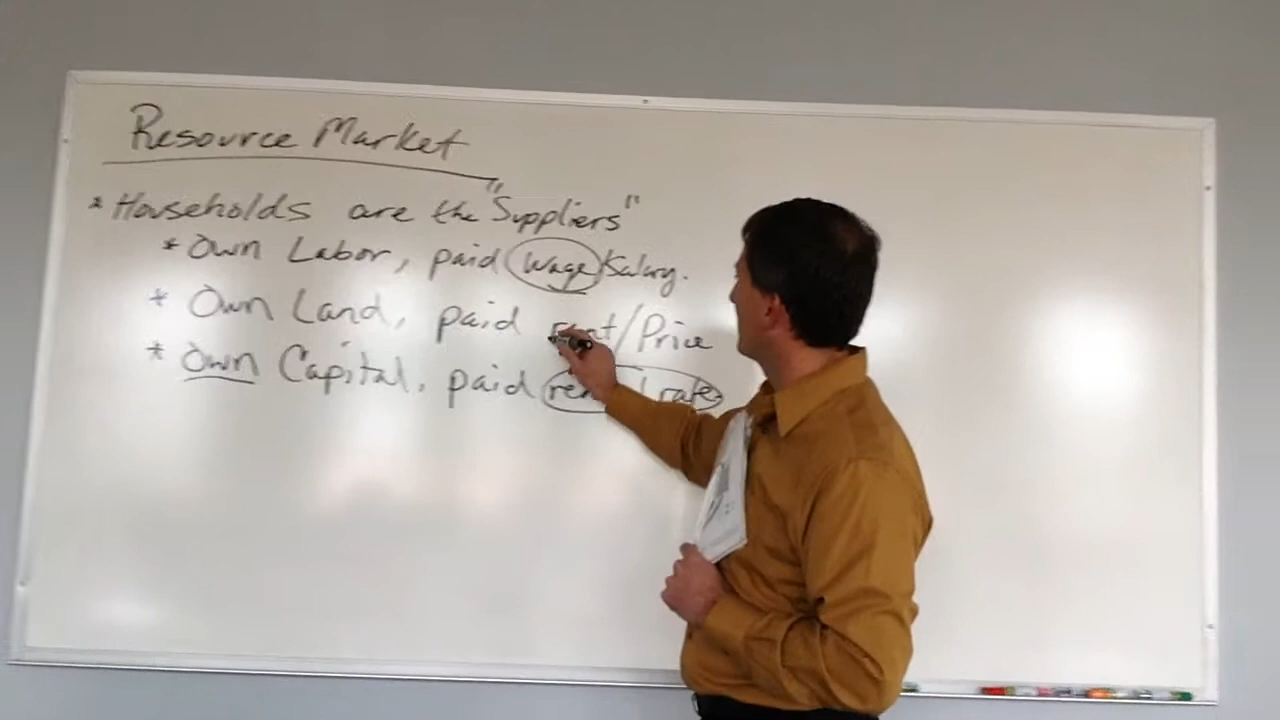 Resource Market
* Households are the "Suppliers"
* Own Labor, paid wage/Salary.
* Own Land, paid rent/Price
* Own Capital, paid rate